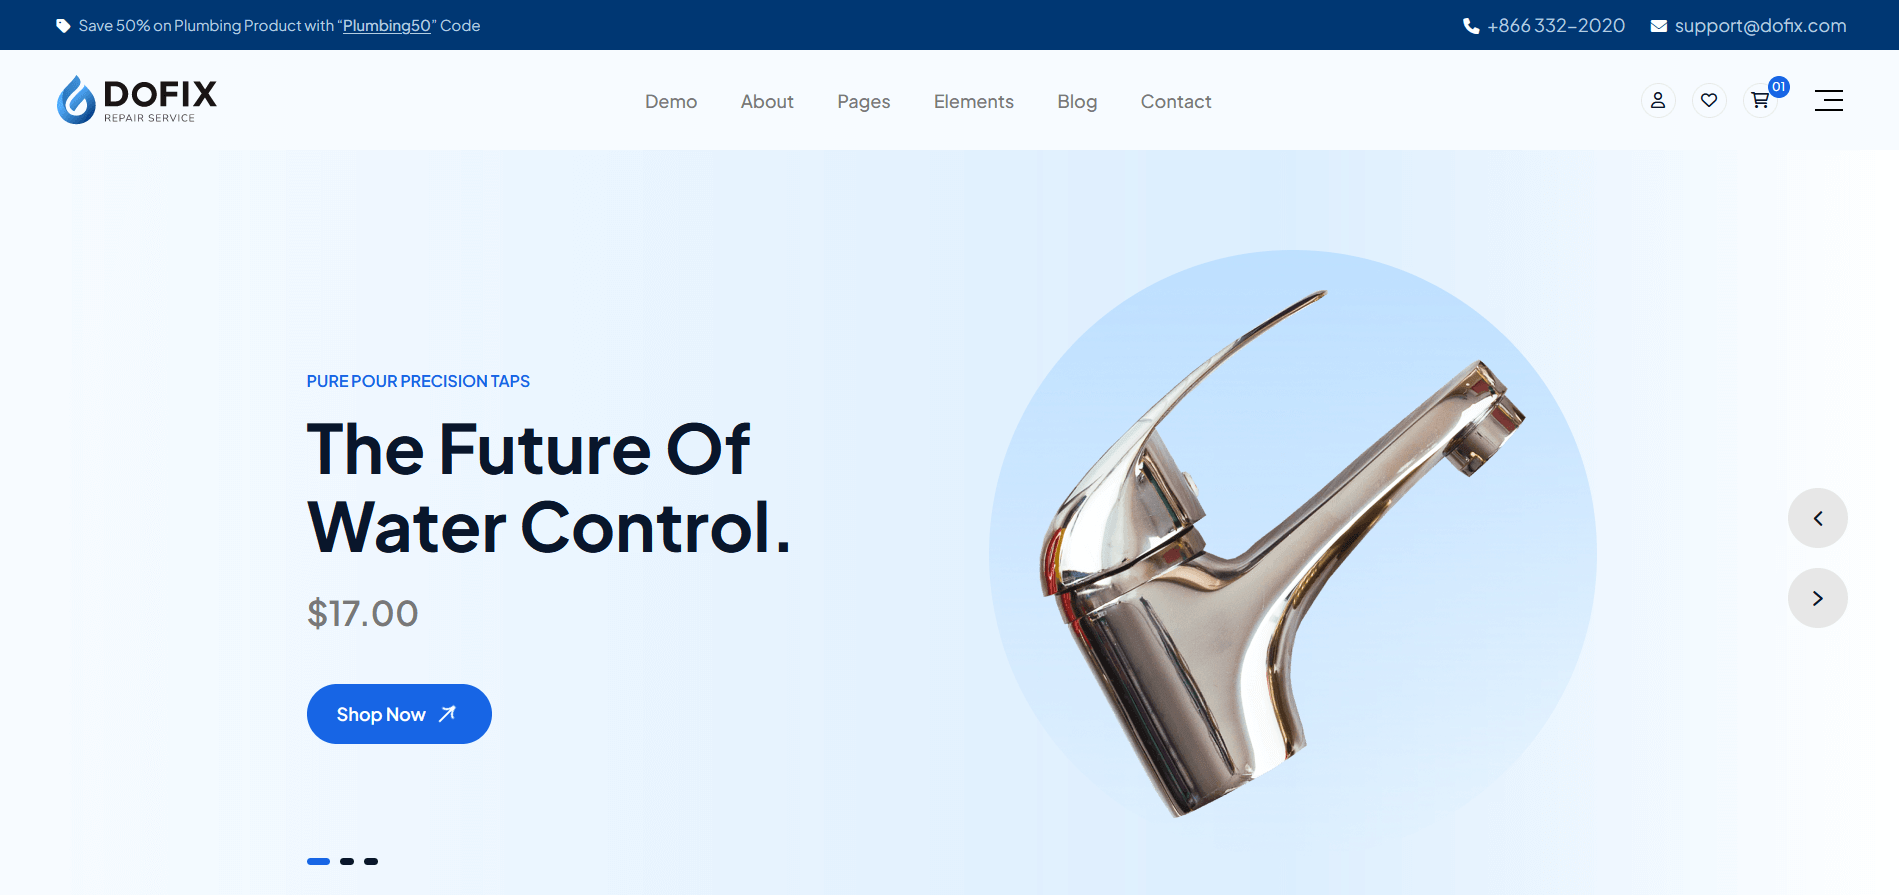 Save 50% on Plumbing Product with “Plumbing50” Code
+866 332-2020
support@dofix.com
DOFIX
REPAIR SERVICE
Demo
About
Pages
Elements
Blog
Contact
01
PURE POUR PRECISION TAPS
The Future Of
Water Control.
$17.00
Shop Now